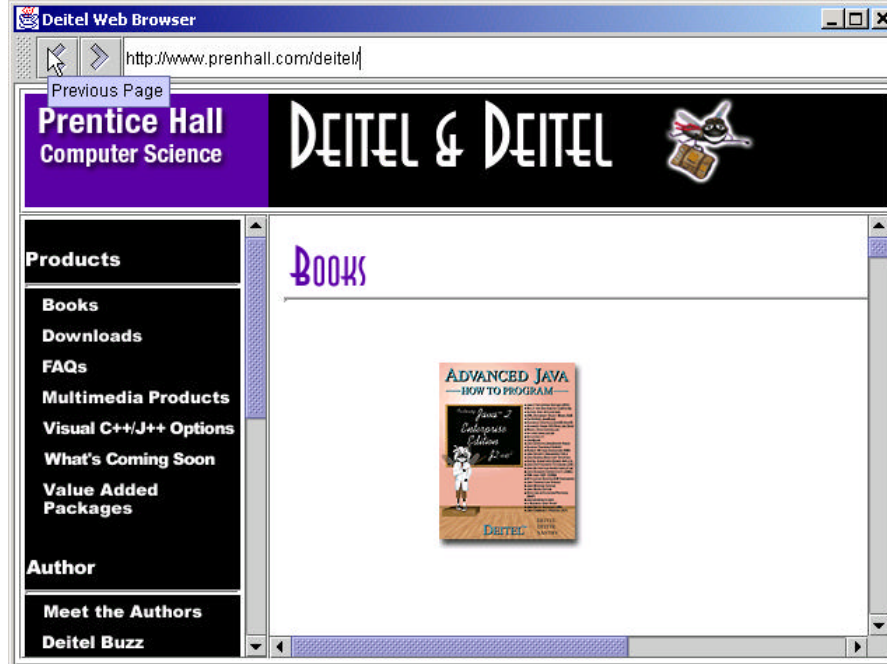 Deitel Web Browser
http://www.prenhall.com/deitel/
Previous Page
Prentice Hall
Computer Science
DEITEL & DEITEL
Products
Books
Downloads
FAQs
Multimedia Products
Visual C++/J++ Options
What's Coming Soon
Value Added
Packages
Author
Meet the Authors
Deitel Buzz
BOOKS
ADVANCED JAVA
HOW TO PROGRAM
Java 2
Enterprise
Edition
DEITEL